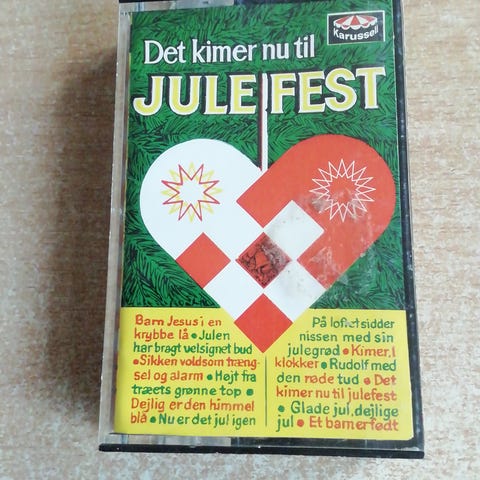 Det kimer nu til
Karussell
JULEFEST
Barn Jesus i en
krybbe lå • Julen
har bragt velsignet bud
• Sikken voldsom træng-
sel og alarm • Højt fra
træets grønne top •
Dejlig er den himmel
blå • Nu er det jul igen
På loftet sidder
nissen med sin
julegrød • Kimer, I
klokker • Rudolf med
den røde tud • Det
kimer nu til julefest
• Glade jul, dejlige
jul • Et barn er født